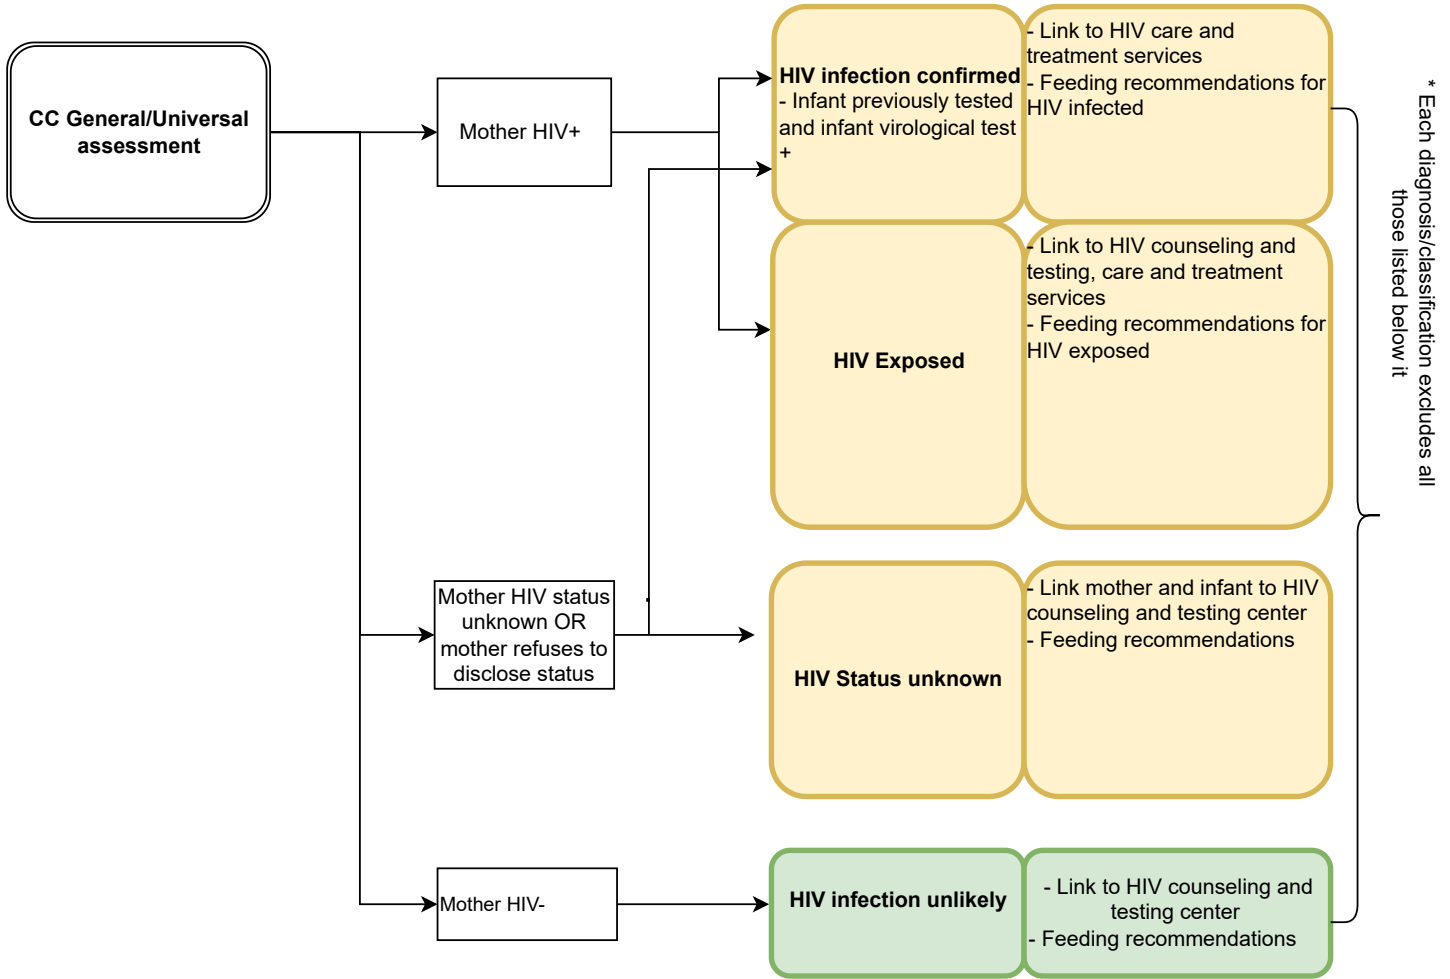 CC General/Universal
assessment
Mother HIV+
HIV infection confirmed
- Infant previously tested
and infant virological test
+
- Link to HIV care and
treatment services
- Feeding recommendations for
HIV infected
HIV Exposed
- Link to HIV counseling and
testing, care and treatment
services
- Feeding recommendations for
HIV exposed
Mother HIV status
unknown OR
mother refuses to
disclose status
HIV Status unknown
- Link mother and infant to HIV
counseling and testing center
- Feeding recommendations
Mother HIV-
HIV infection unlikely
- Link to HIV counseling and
testing center
- Feeding recommendations
* Each diagnosis/classification excludes all
those listed below it